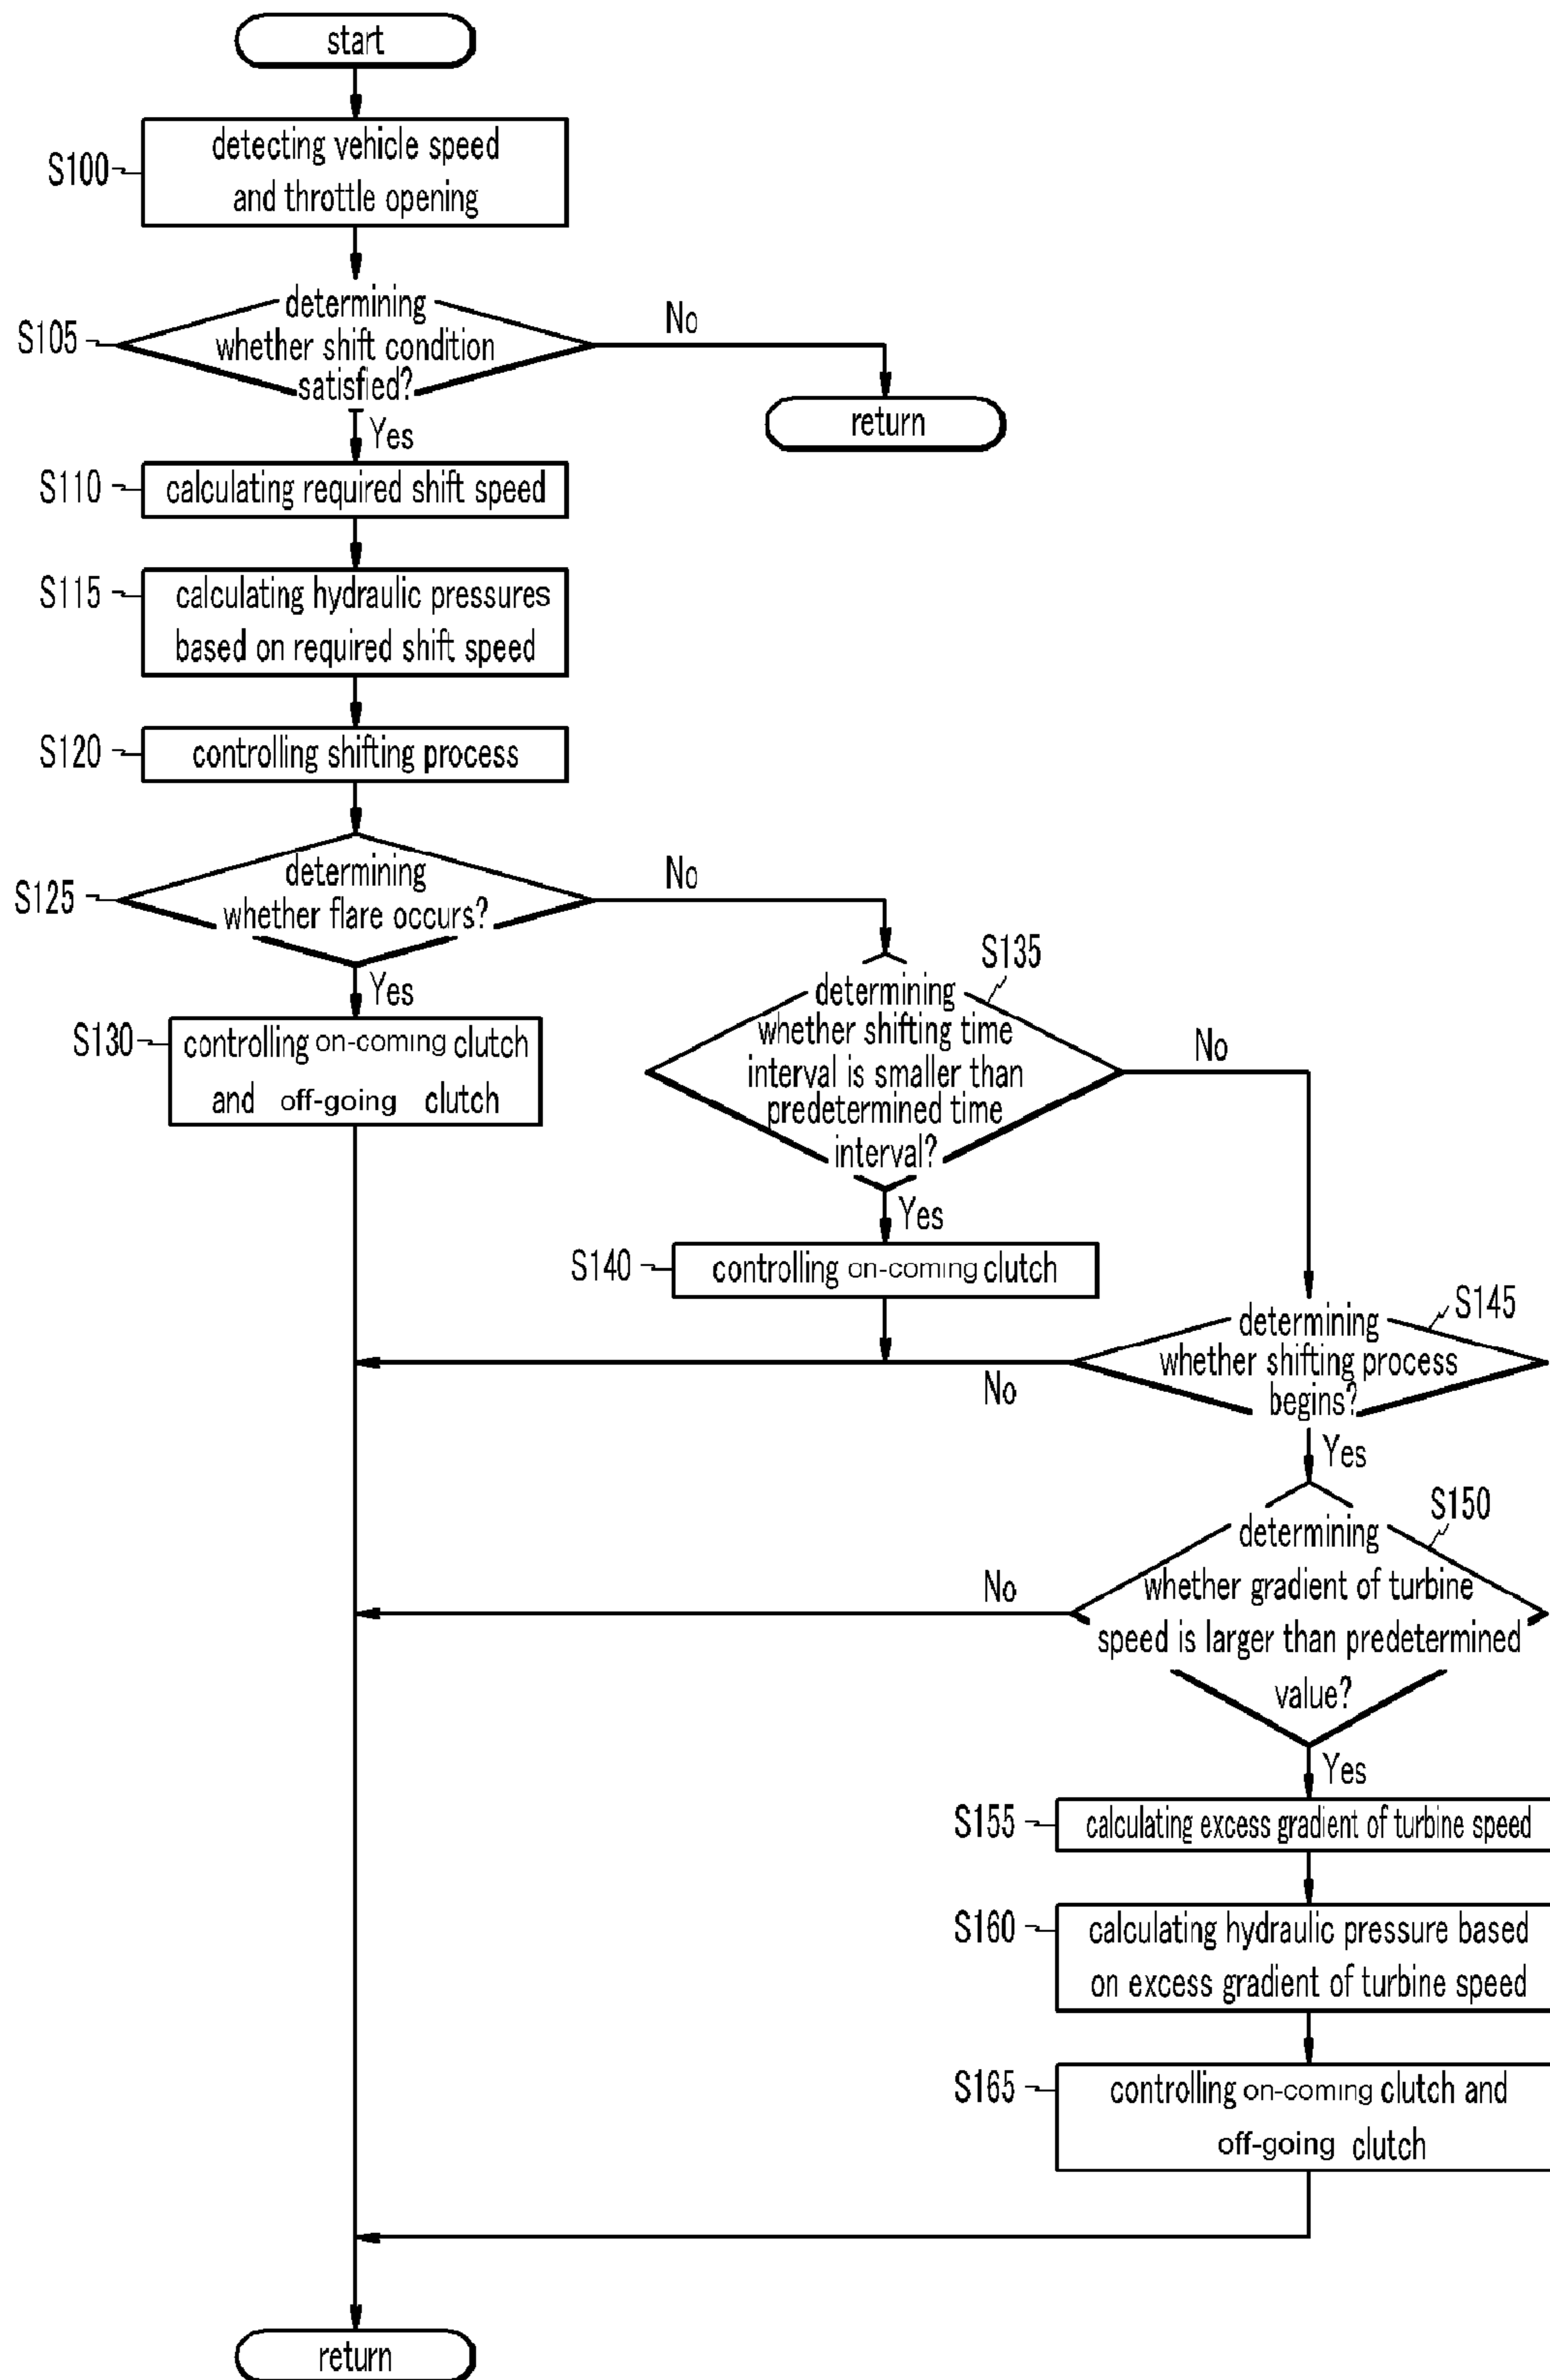 start
S100
detecting vehicle speed
and throttle opening
S105
determining
whether shift condition
satisfied?
No
return
Yes
S110
calculating required shift speed
S115
calculating hydraulic pressures
based on required shift speed
S120
controlling shifting process
S125
determining
whether flare occurs?
No
Yes
S130
controlling on-coming clutch
and off-going clutch
S135
determining
whether shifting time
interval is smaller than
predetermined time
interval?
No
Yes
S140
controlling on-coming clutch
S145
determining
whether shifting process
begins?
No
Yes
S150
determining
whether gradient of turbine
speed is larger than predetermined
value?
No
Yes
S155
calculating excess gradient of turbine speed
S160
calculating hydraulic pressure based
on excess gradient of turbine speed
S165
controlling on-coming clutch and
off-going clutch
return